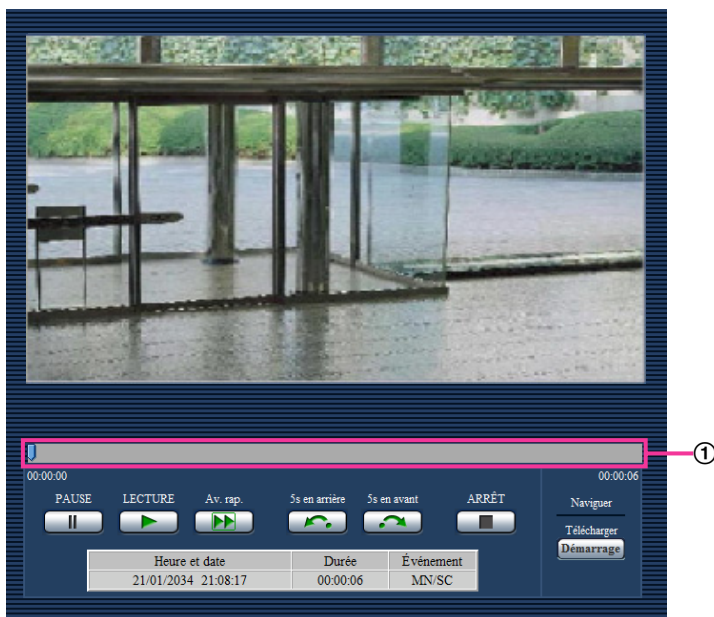 ①
00:00:00 00:00:06
PAUSE LECTURE Av. rap. 5s en arrière 5s en avant ARRÊT
Naviguer
Télécharger
Démarrage
Heure et date Durée Événement
21/01/2034 21:08:17 00:00:06 MN/SC